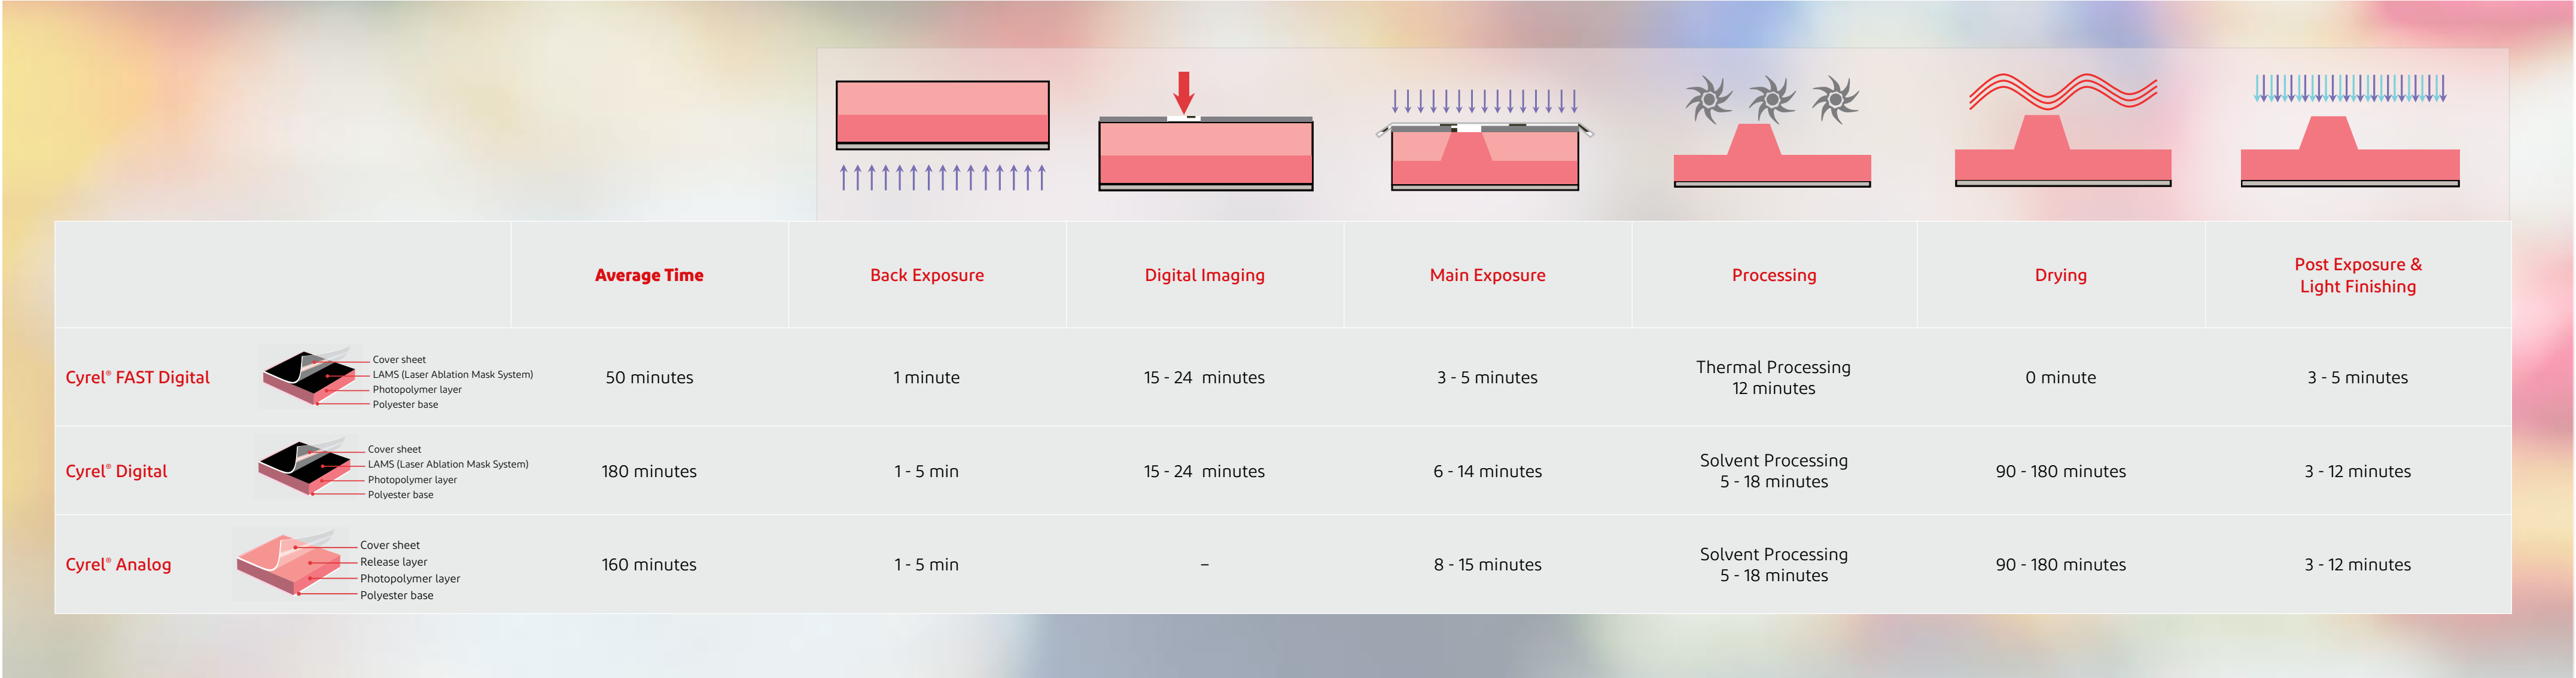 Average Time
Back Exposure
Digital Imaging
Main Exposure
Processing
Drying
Post Exposure &
Light Finishing
Cyrel® FAST Digital
Cover sheet
LAMS (Laser Ablation Mask System)
Photopolymer layer
Polyester base
50 minutes
1 minute
15 - 24 minutes
3 - 5 minutes
Thermal Processing
12 minutes
0 minute
3 - 5 minutes
Cyrel® Digital
Cover sheet
LAMS (Laser Ablation Mask System)
Photopolymer layer
Polyester base
180 minutes
1 - 5 min
15 - 24 minutes
6 - 14 minutes
Solvent Processing
5 - 18 minutes
90 - 180 minutes
3 - 12 minutes
Cyrel® Analog
Cover sheet
Release layer
Photopolymer layer
Polyester base
160 minutes
1 - 5 min
–
8 - 15 minutes
Solvent Processing
5 - 18 minutes
90 - 180 minutes
3 - 12 minutes